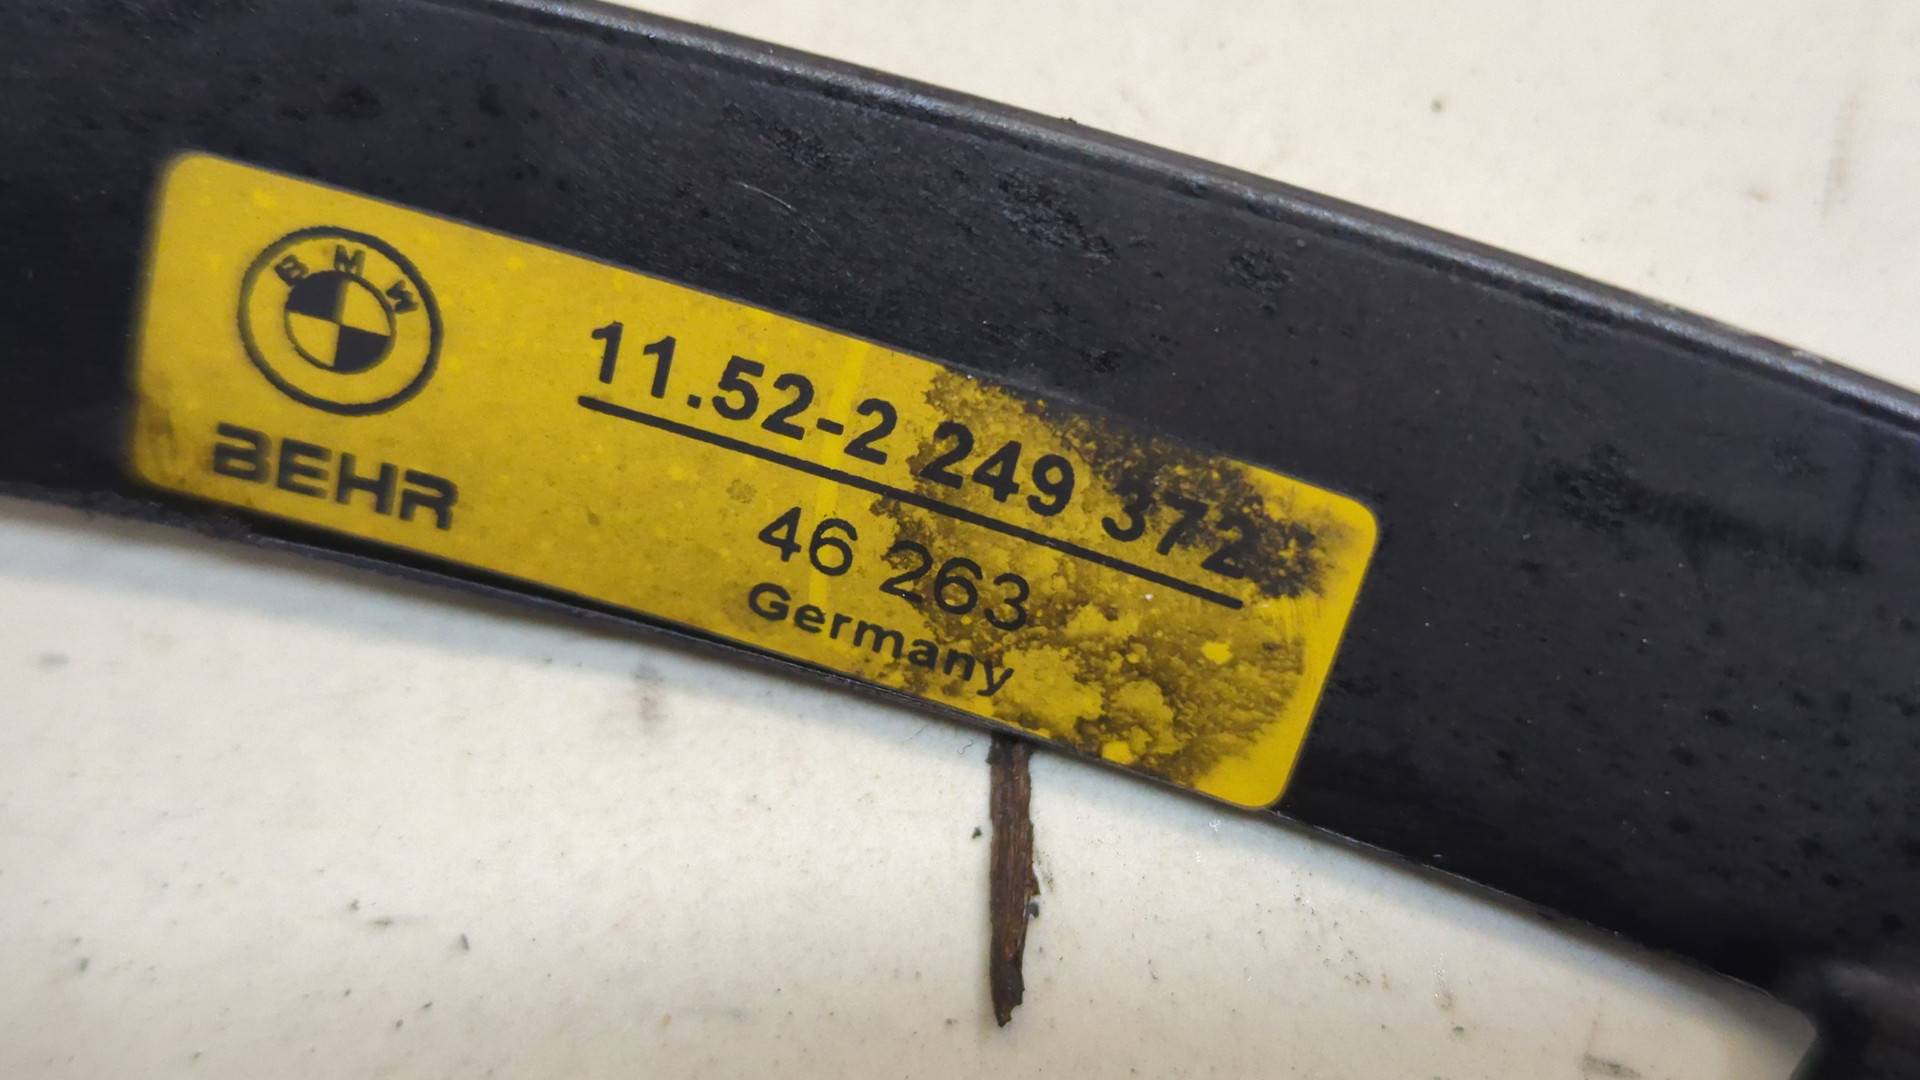 BMW
BEHR
11.52-2 249 372
46 263
Germany